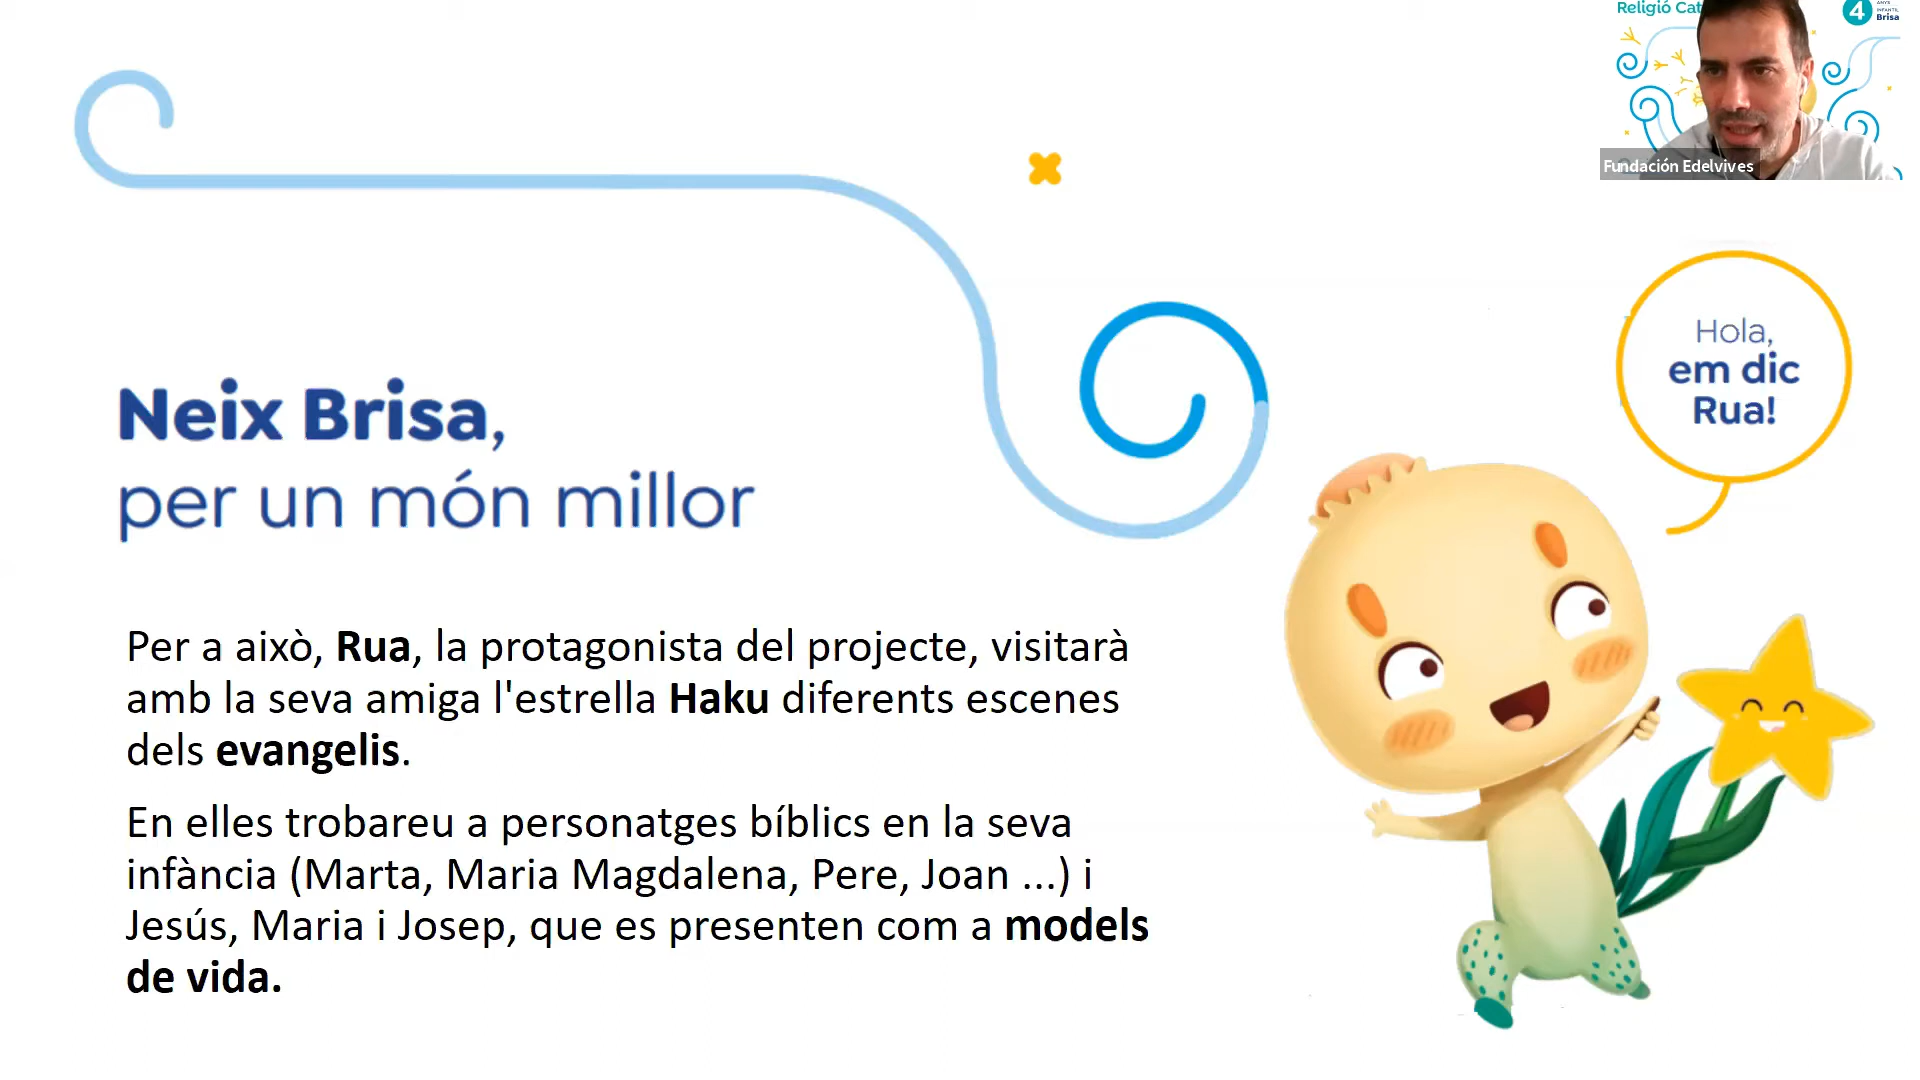 Religió Cat
4
Brisa
Fundación Edelvives
Hola,
em dic
Rua!
Neix Brisa,
per un món millor
Per a això, Rua, la protagonista del projecte, visitarà
amb la seva amiga l'estrella Haku diferents escenes
dels evangelis.
En elles trobareu a personatges bíblics en la seva
infància (Marta, Maria Magdalena, Pere, Joan ...) i
Jesús, Maria i Josep, que es presenten com a models
de vida.